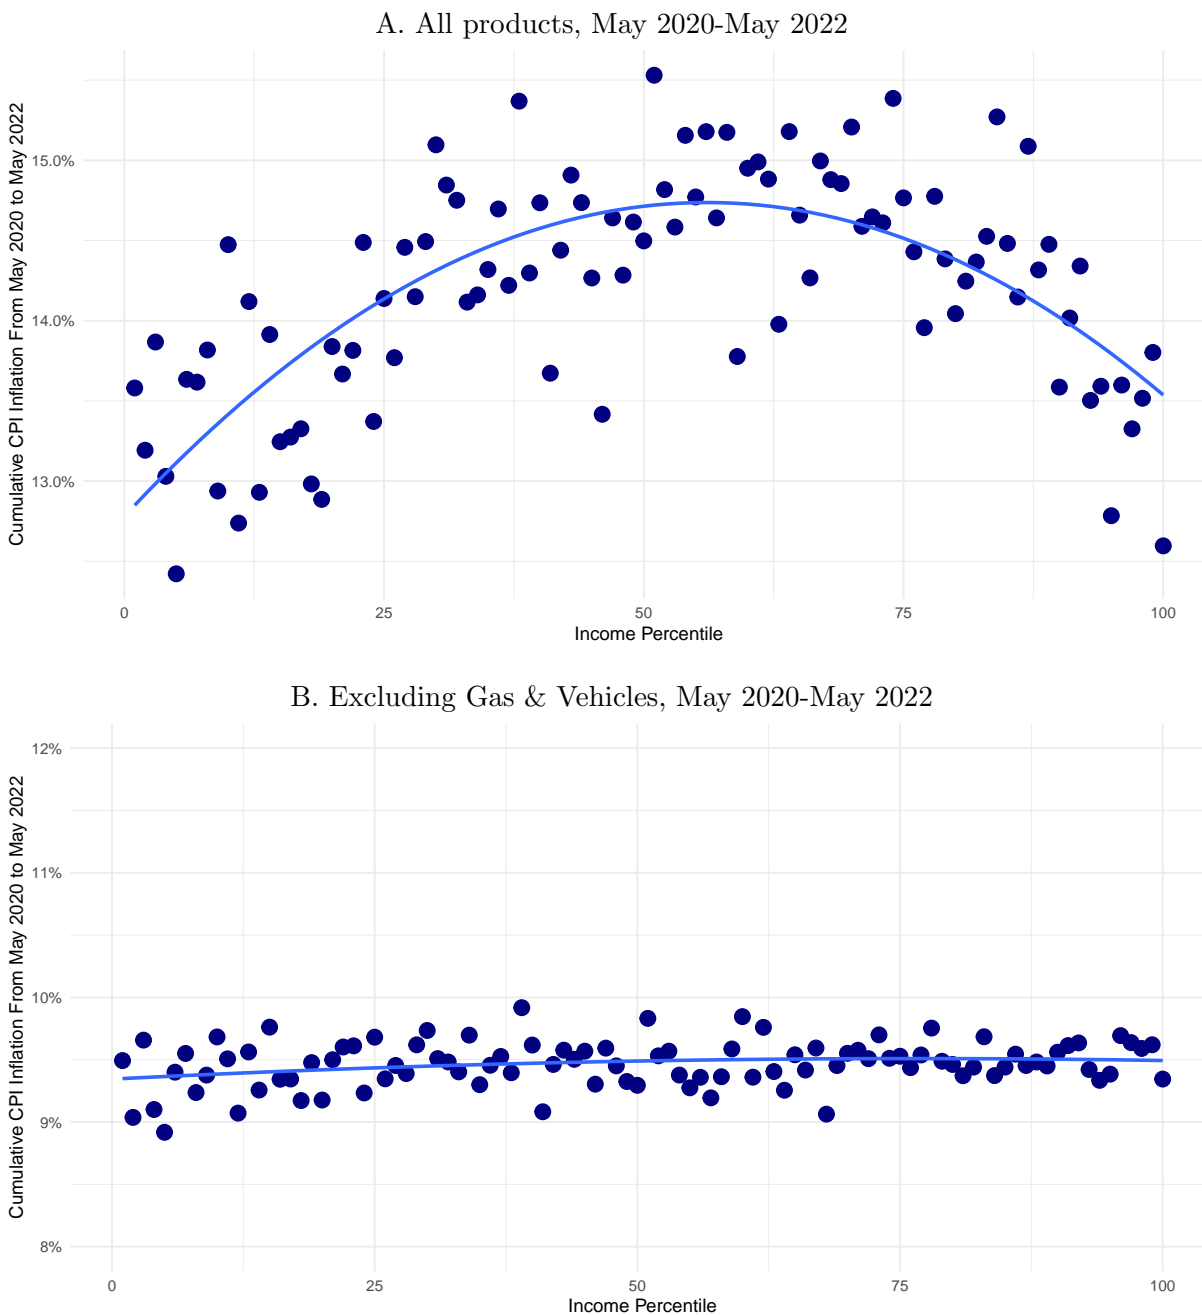 A. All products, May 2020-May 2022
Cumulative CPI Inflation From May 2020 to May 2022
15.0%
14.0%
13.0%
0 25 50 75 100
Income Percentile
B. Excluding Gas & Vehicles, May 2020-May 2022
Cumulative CPI Inflation From May 2020 to May 2022
12%
11%
10%
9%
8%
0 25 50 75 100
Income Percentile